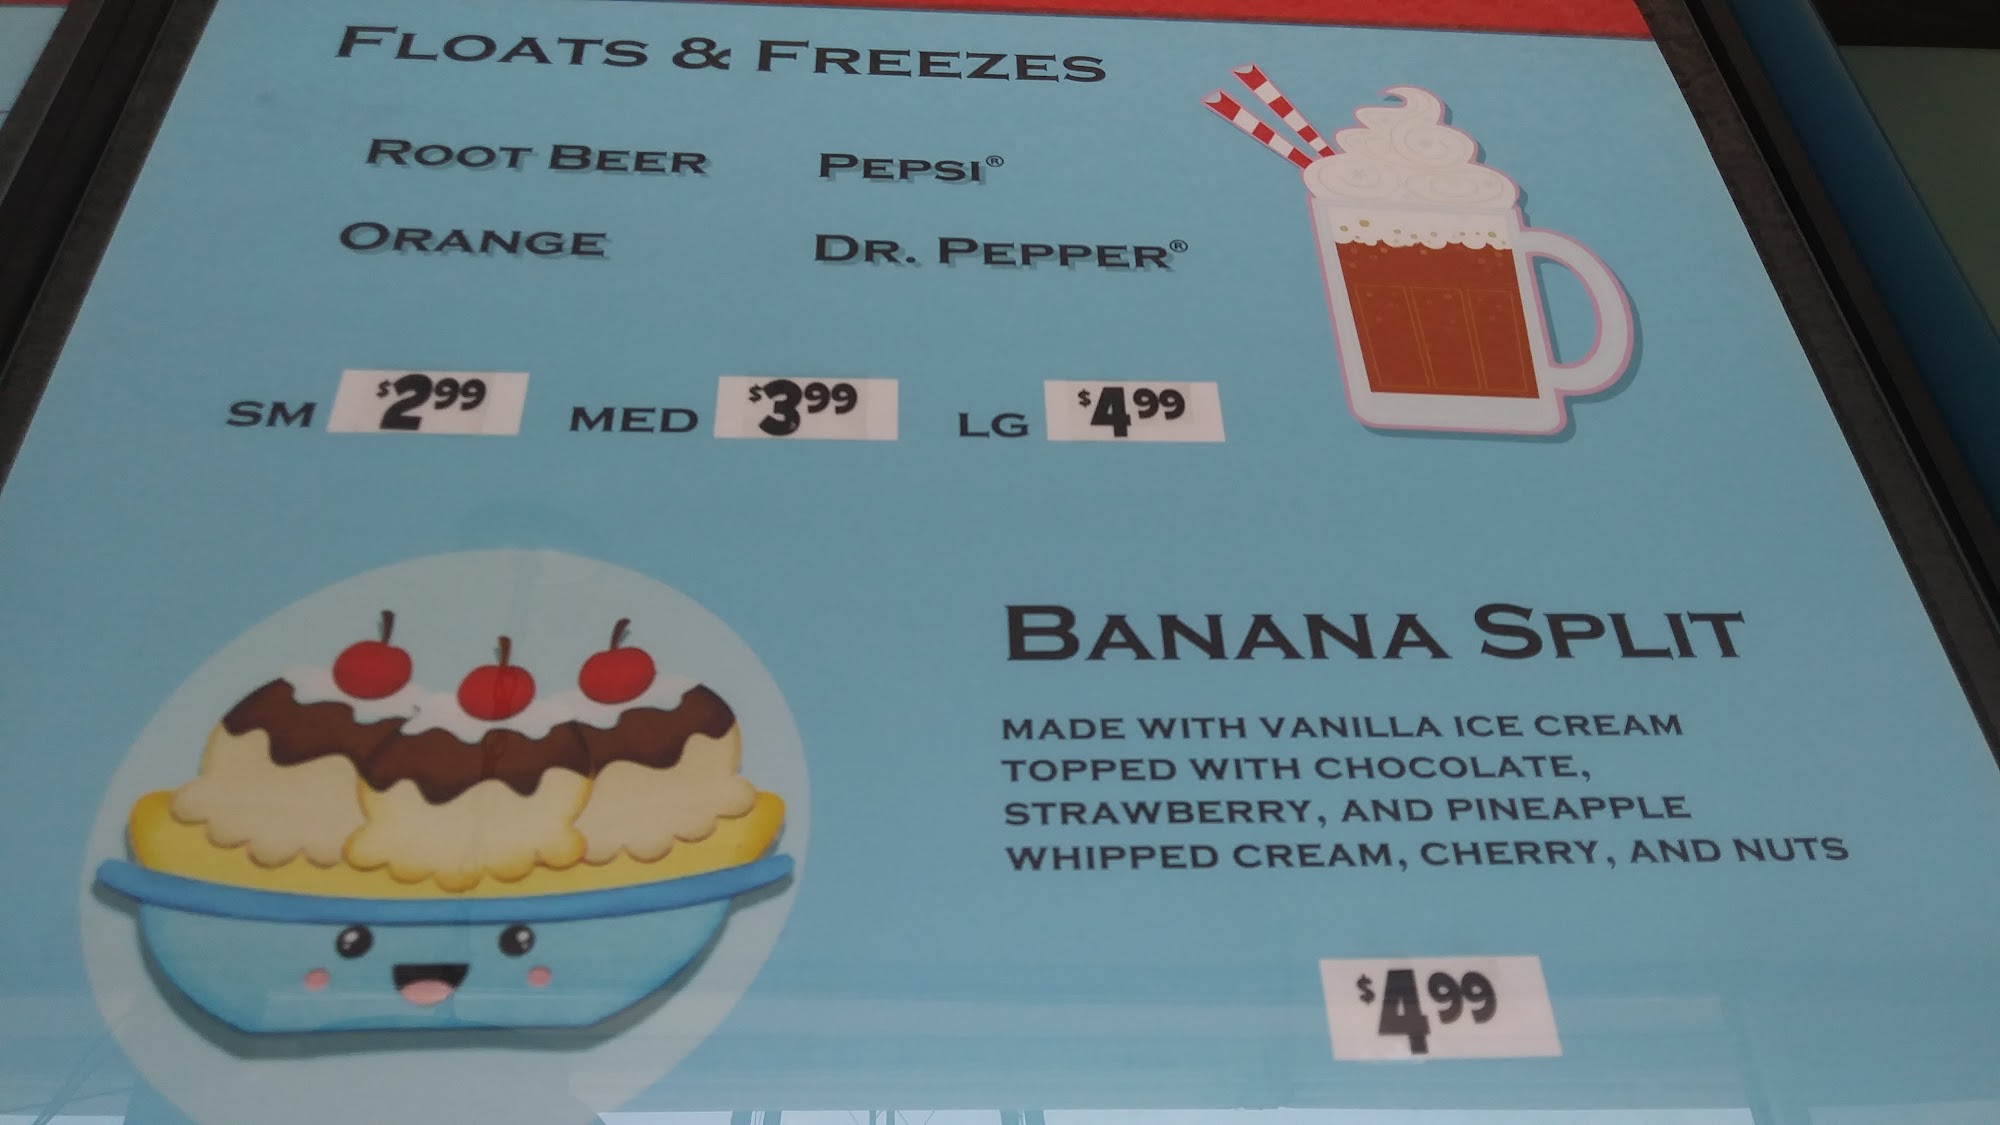 FLOATS & FREEZES
ROOT BEER PEPSI®
ORANGE DR. PEPPER®
SM $2.99 MED $3.99 LG $4.99
BANANA SPLIT
MADE WITH VANILLA ICE CREAM
TOPPED WITH CHOCOLATE,
STRAWBERRY, AND PINEAPPLE
WHIPPED CREAM, CHERRY, AND NUTS
$4.99